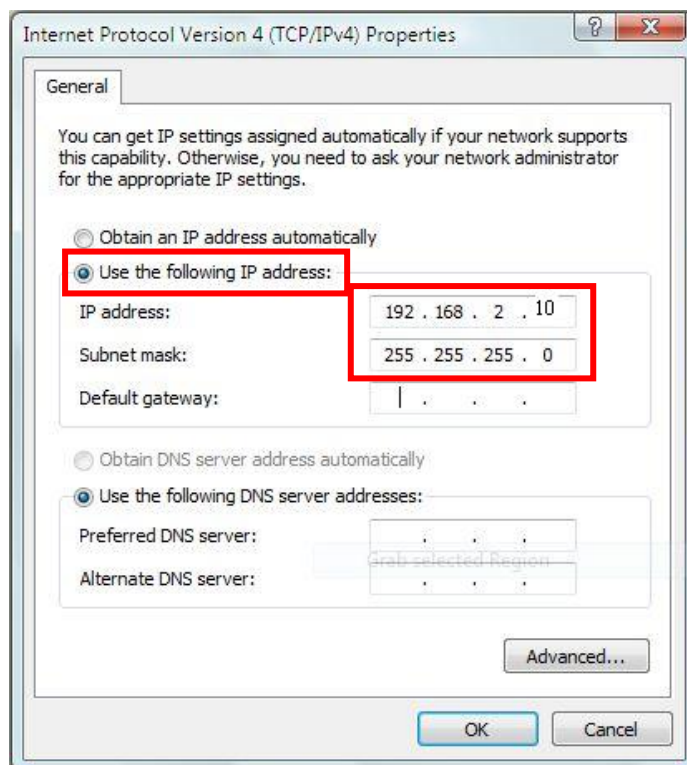 Internet Protocol Version 4 (TCP/IPv4) Properties
?
X
General
You can get IP settings assigned automatically if your network supports
this capability. Otherwise, you need to ask your network administrator
for the appropriate IP settings.
Obtain an IP address automatically
Use the following IP address:
IP address: 192 . 168 . 2 . 10
Subnet mask: 255 . 255 . 255 . 0
Default gateway: . . .
Obtain DNS server address automatically
Use the following DNS server addresses:
Preferred DNS server: . . .
Grab selected Region
Alternate DNS server: . . .
Advanced...
OK Cancel